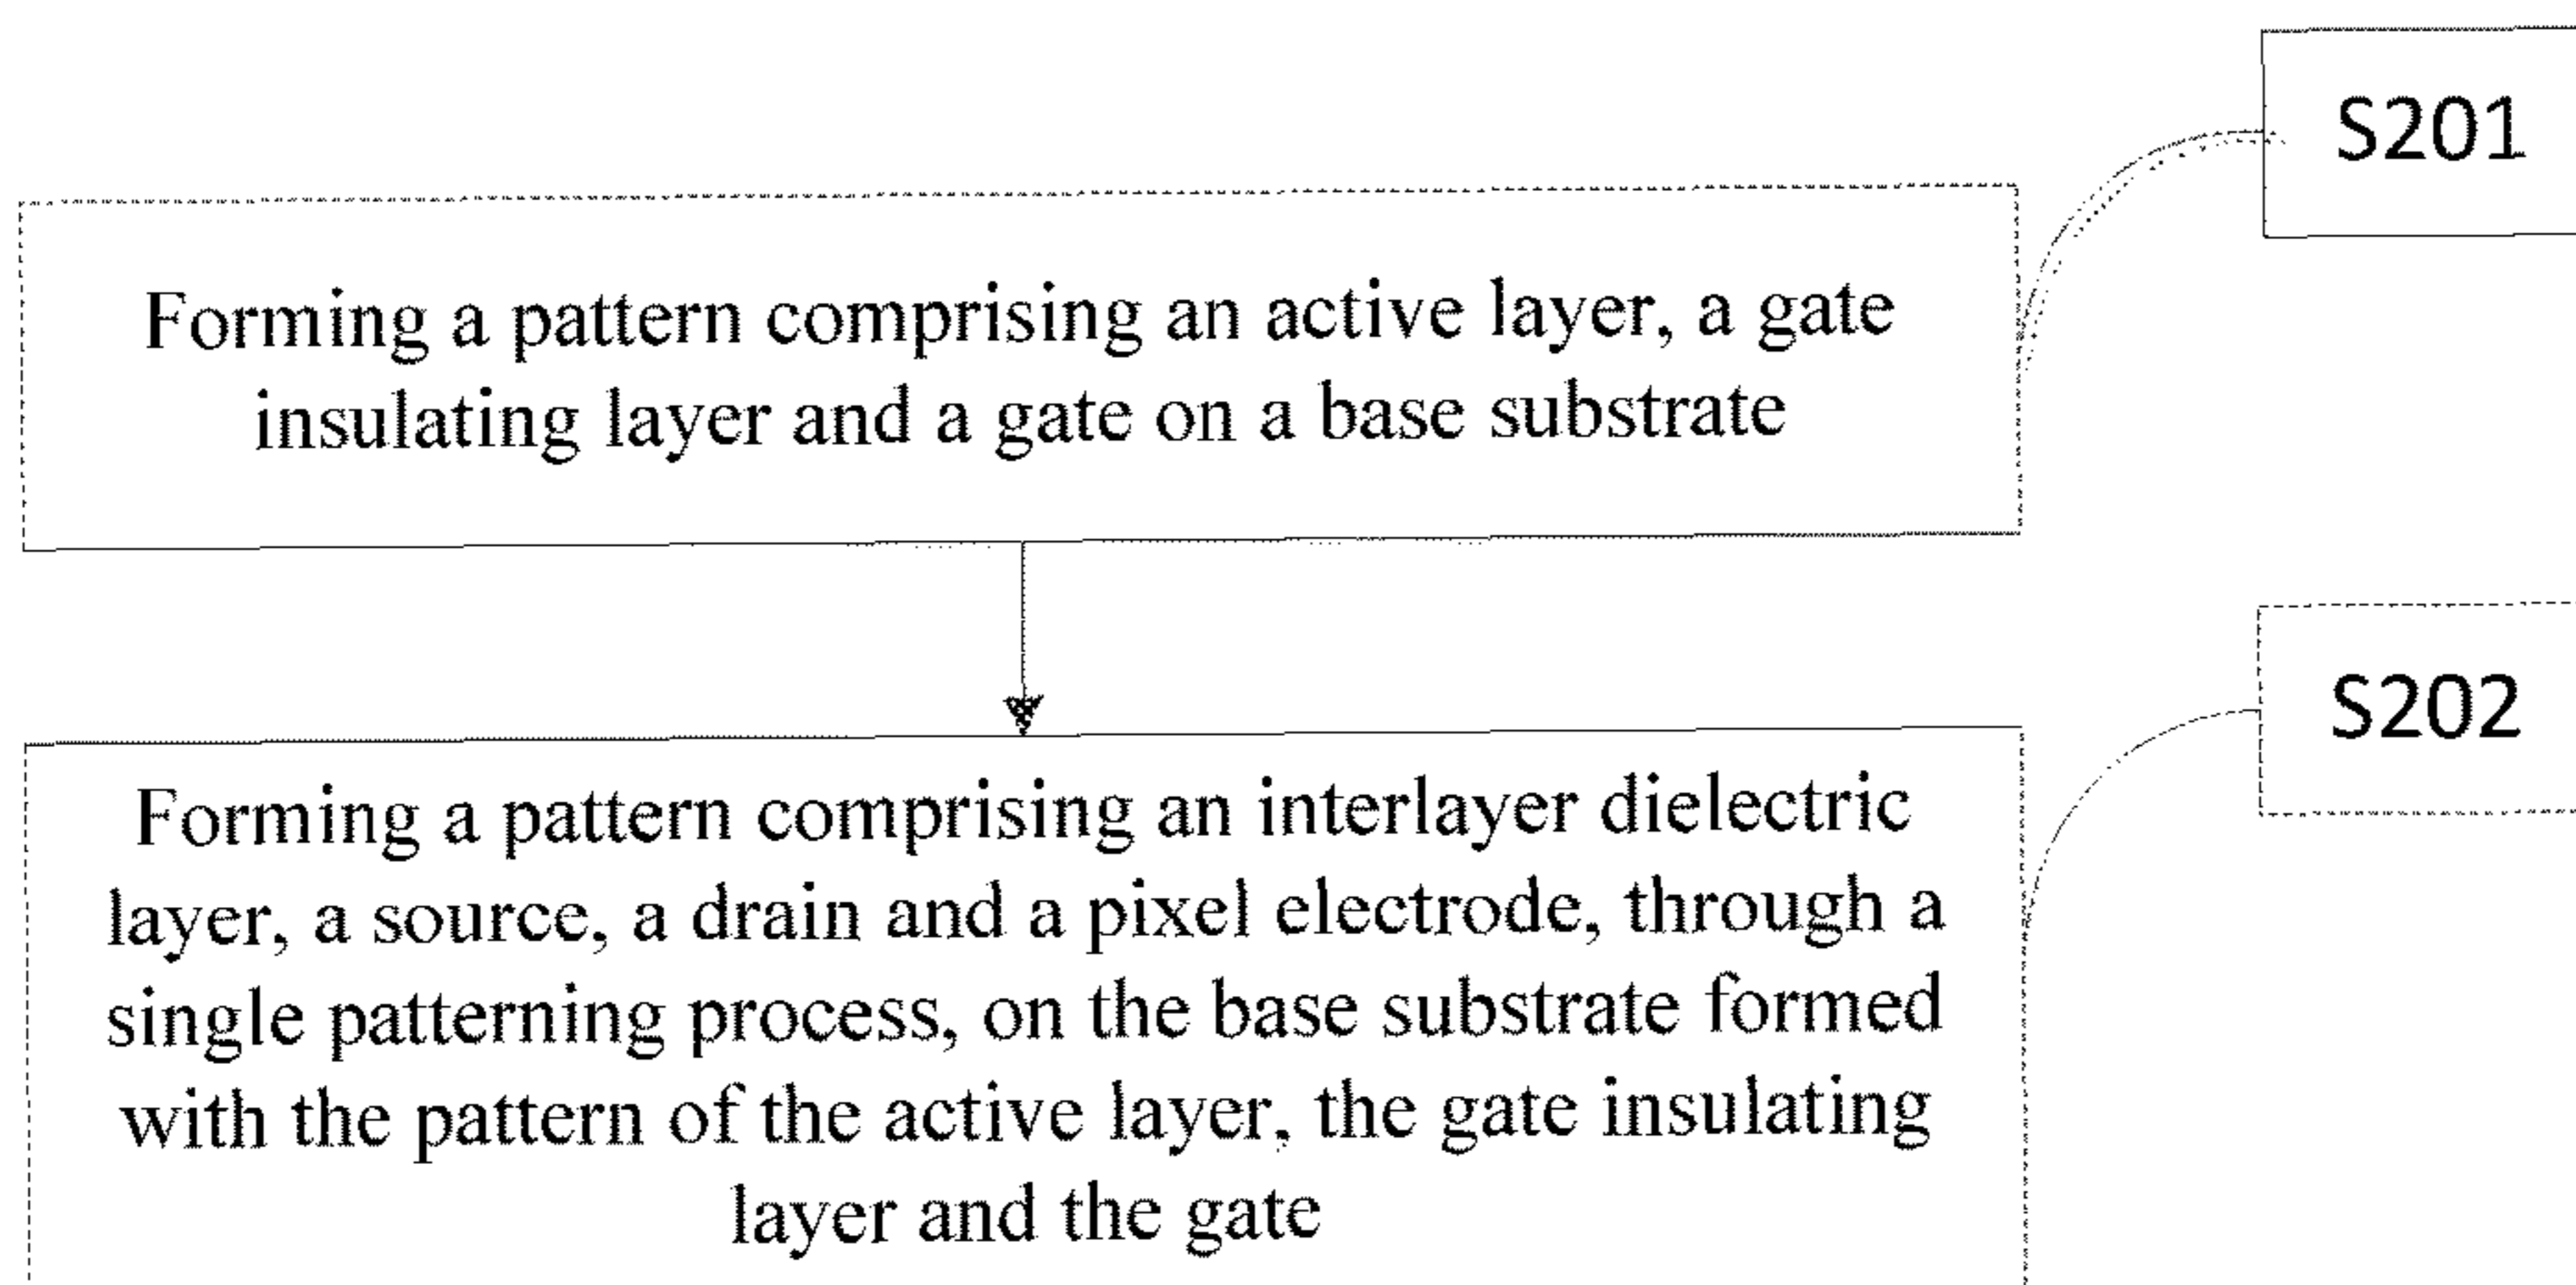 S201
Forming a pattern comprising an active layer, a gate
insulating layer and a gate on a base substrate
S202
Forming a pattern comprising an interlayer dielectric
layer, a source, a drain and a pixel electrode, through a
single patterning process, on the base substrate formed
with the pattern of the active layer, the gate insulating
layer and the gate